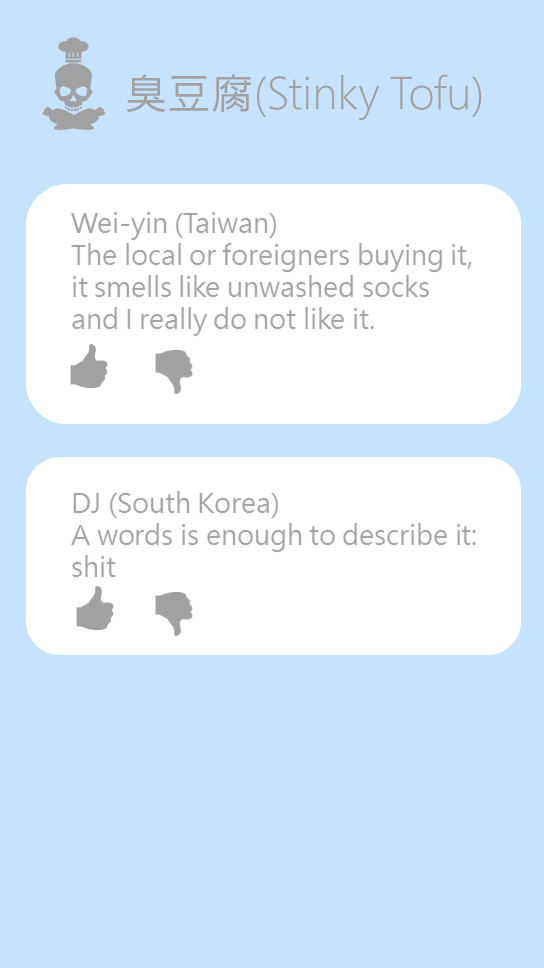 臭豆腐(Stinky Tofu)
Wei-yin (Taiwan)
The local or foreigners buying it,
it smells like unwashed socks
and I really do not like it.
DJ (South Korea)
A words is enough to describe it:
shit